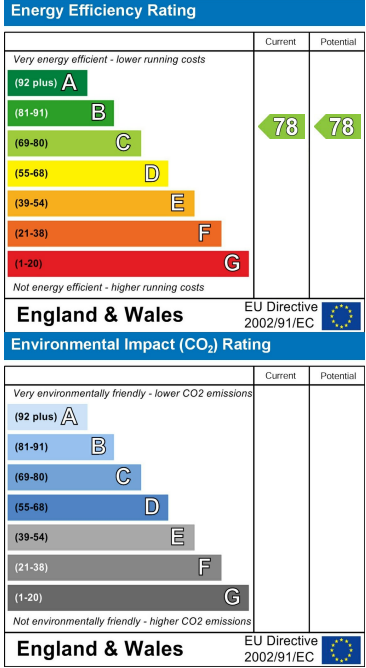 Energy Efficiency Rating
Current Potential
Very energy efficient - lower running costs
(92 plus) A
(81-91) B
(69-80) C
78 78
(55-68) D
(39-54) E
(21-38) F
(1-20) G
Not energy efficient - higher running costs
England & Wales
EU Directive
2002/91/EC
Environmental Impact (CO₂) Rating
Current Potential
Very environmentally friendly - lower CO2 emissions
(92 plus) A
(81-91) B
(69-80) C
(55-68) D
(39-54) E
(21-38) F
(1-20) G
Not environmentally friendly - higher CO2 emissions
England & Wales
EU Directive
2002/91/EC